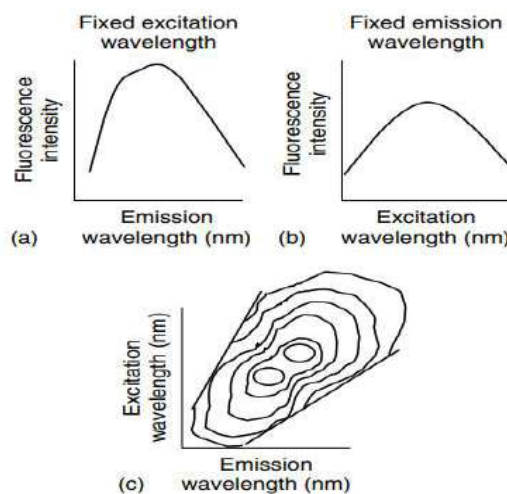 Fixed excitation
wavelength
Fluorescence
intensity
Emission
wavelength (nm)
(a)
Fixed emission
wavelength
Fluorescence
intensity
Excitation
wavelength (nm)
(b)
Excitation
wavelength (nm)
Emission
wavelength (nm)
(c)